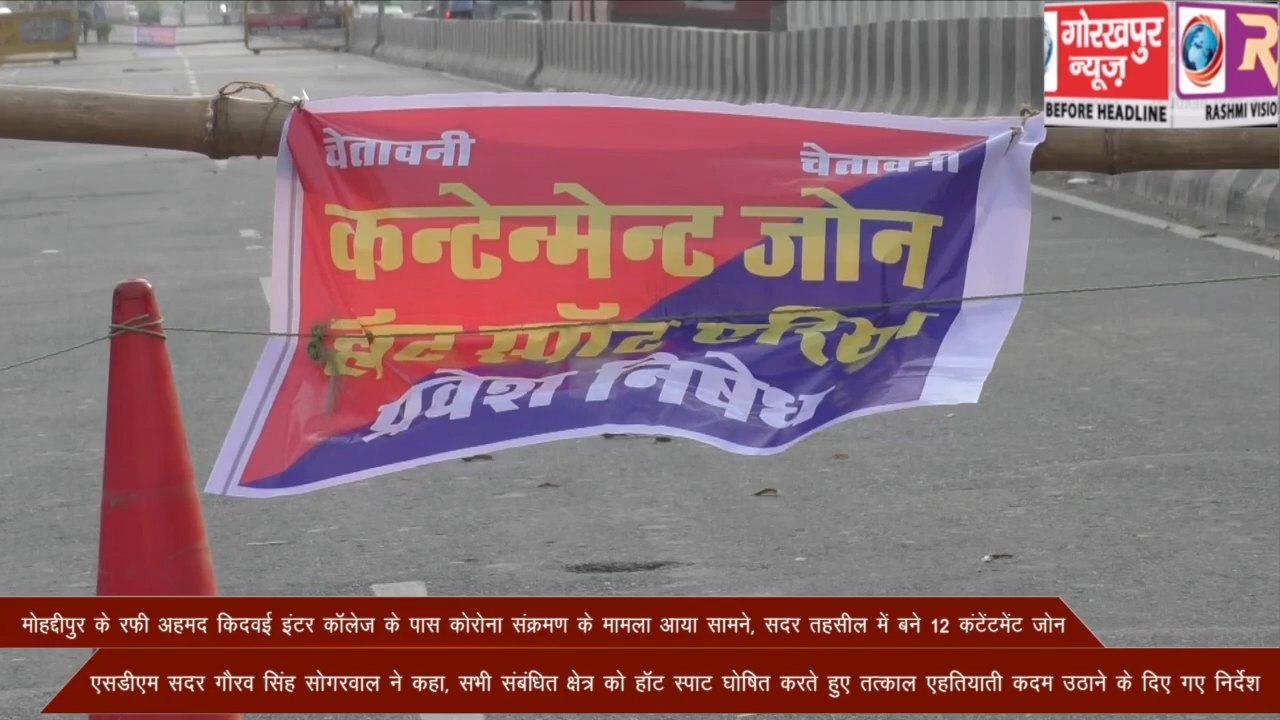 गोरखपुर
न्यूज़
BEFORE HEADLINE
R
RASHMI VISIO
चेतावनी चेतावनी
कन्टेन्मेन्ट जोन
हॅाट स्पॉट एरिया
प्रवेश निषेध
मोहद्दीपुर के रफी अहमद किदवई इंटर कॉलेज के पास कोरोना संक्रमण के मामला आया सामने, सदर तहसील में बने 12 कंटेंटमेंट जोन
एसडीएम सदर गौरव सिंह सोगरवाल ने कहा, सभी संबंधित क्षेत्र को हॉट स्पाट घोषित करते हुए तत्काल एहतियाती कदम उठाने के दिए गए निर्देश